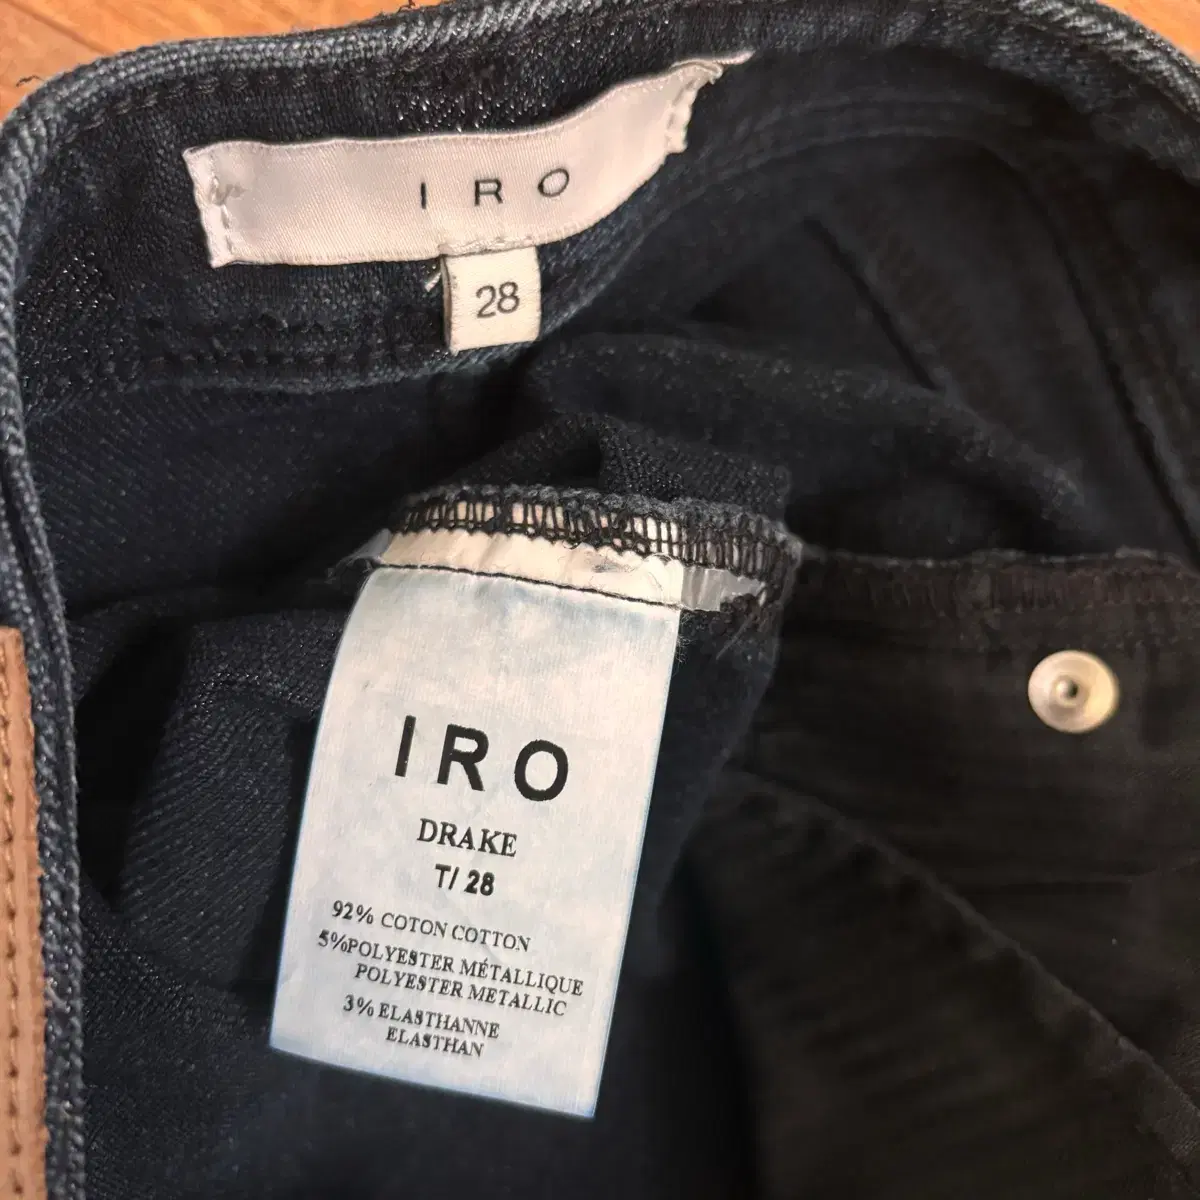 IRO
28
IRO
DRAKE
T/ 28
92% COTON COTTON
5%POLYESTER MÉTALLIQUE
POLYESTER METALLIC
3% ELASTHANNE
ELASTHAN